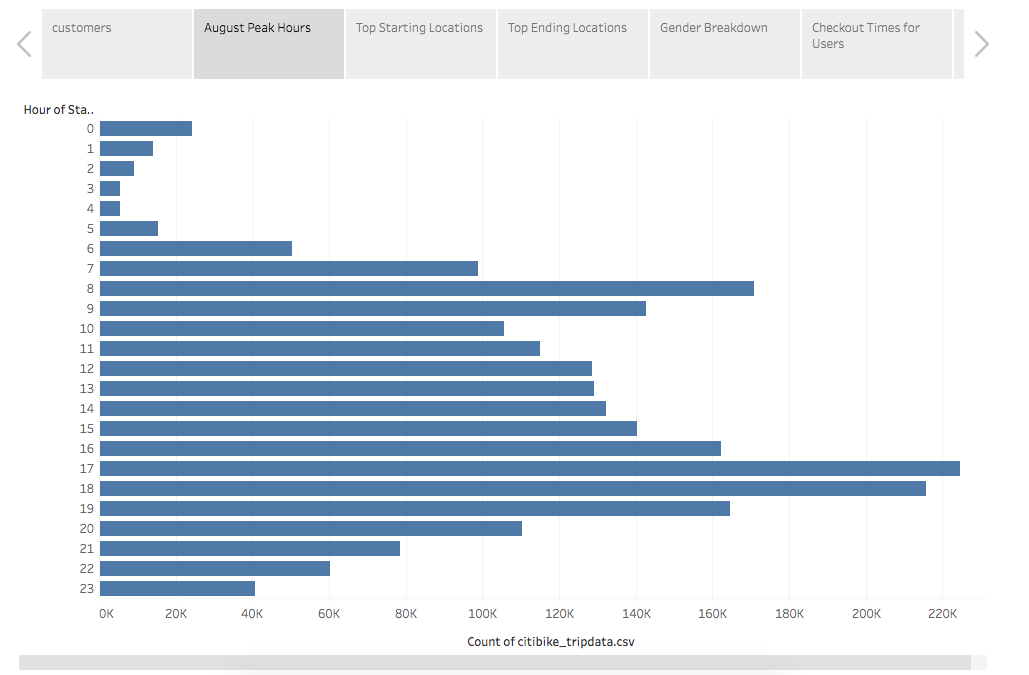 customers
August Peak Hours
Top Starting Locations
Top Ending Locations
Gender Breakdown
Checkout Times for
Users
Hour of Sta..
0
1
2
3
4
5
6
7
8
9
10
11
12
13
14
15
16
17
18
19
20
21
22
23
0K 20K 40K 60K 80K 100K 120K 140K 160K 180K 200K 220K
Count of citibike_tripdata.csv